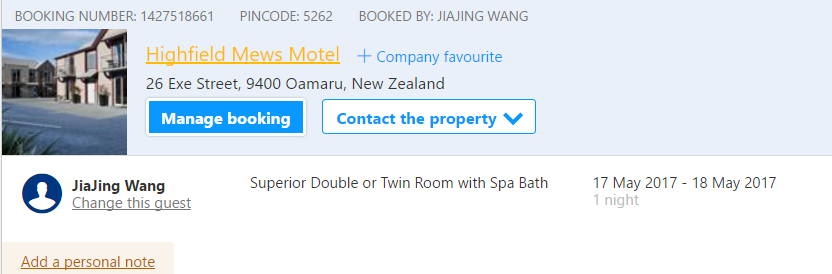 BOOKING NUMBER: 1427518661 PINCODE: 5262 BOOKED BY: JIAJING WANG
Highfield Mews Motel + Company favourite
26 Exe Street, 9400 Oamaru, New Zealand
Manage booking Contact the property
JiaJing Wang Superior Double or Twin Room with Spa Bath 17 May 2017 - 18 May 2017
Change this guest 1 night
Add a personal note